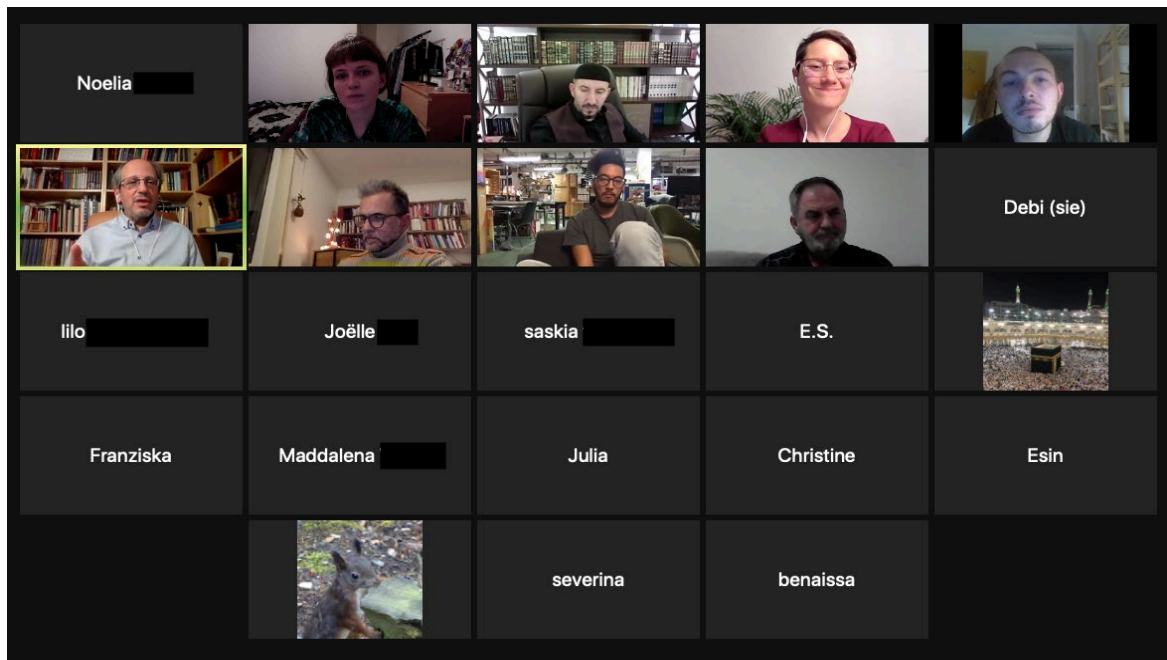 Noelia
Debi (sie)
lilo
Joëlle
saskia
E.S.
Franziska
Maddalena
Julia
Christine
Esin
severina
benaissa